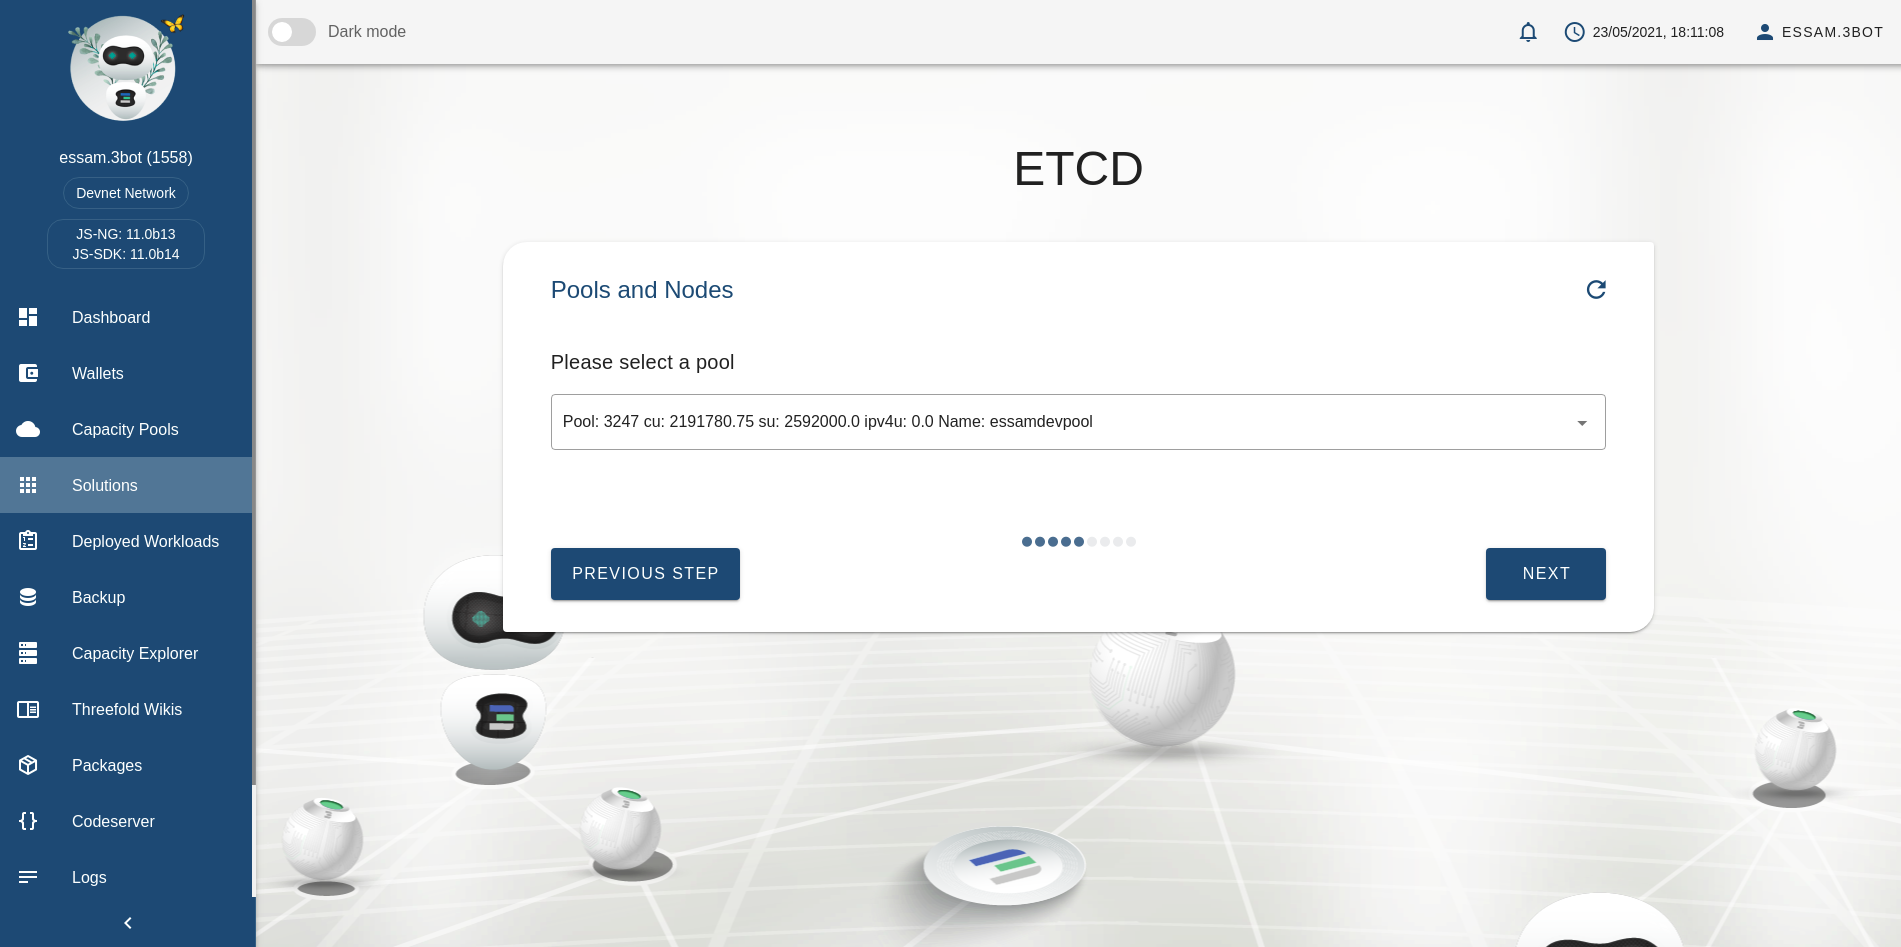 Dark mode
23/05/2021, 18:11:08
ESSAM.3BOT
essam.3bot (1558)
Devnet Network
JS-NG: 11.0b13
JS-SDK: 11.0b14
Dashboard
Wallets
Capacity Pools
Solutions
Deployed Workloads
Backup
Capacity Explorer
Threefold Wikis
Packages
Codeserver
Logs
ETCD
Pools and Nodes
Please select a pool
Pool: 3247 cu: 2191780.75 su: 2592000.0 ipv4u: 0.0 Name: essamdevpool
PREVIOUS STEP
NEXT